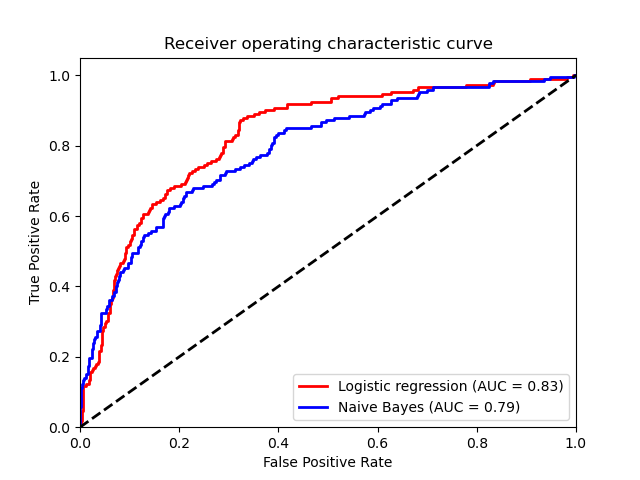 Receiver operating characteristic curve
1.0
0.8
0.6
0.4
0.2
0.0
True Positive Rate
Logistic regression (AUC = 0.83)
Naive Bayes (AUC = 0.79)
0.0 0.2 0.4 0.6 0.8 1.0
False Positive Rate